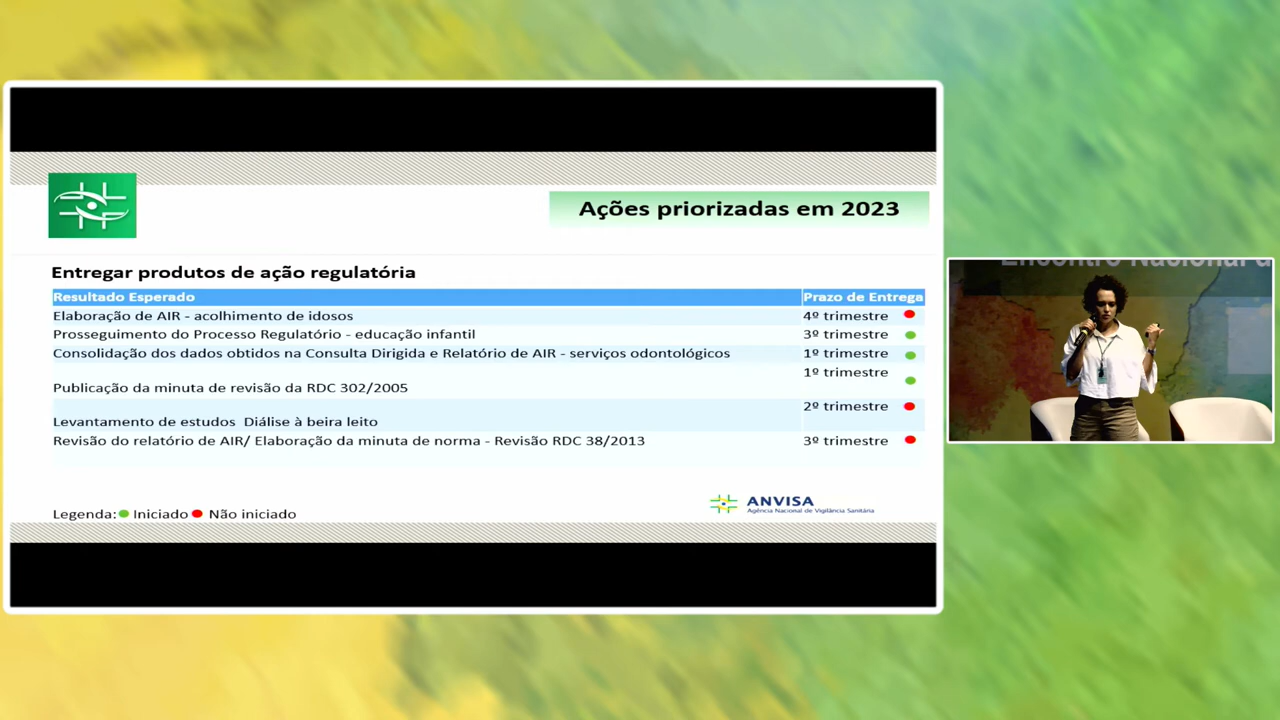 Ações priorizadas em 2023
Entregar produtos de ação regulatória
Resultado Esperado Prazo de Entrega
Elaboração de AIR - acolhimento de idosos 4º trimestre
Prosseguimento do Processo Regulatório - educação infantil 3º trimestre
Consolidação dos dados obtidos na Consulta Dirigida e Relatório de AIR - serviços odontológicos 1º trimestre
Publicação da minuta de revisão da RDC 302/2005 1º trimestre
Levantamento de estudos Diálise à beira leito 2º trimestre
Revisão do relatório de AIR/ Elaboração da minuta de norma - Revisão RDC 38/2013 3º trimestre
Legenda: Iniciado Não iniciado
ANVISA
Agência Nacional de Vigilância Sanitária
Encontro Nacional d